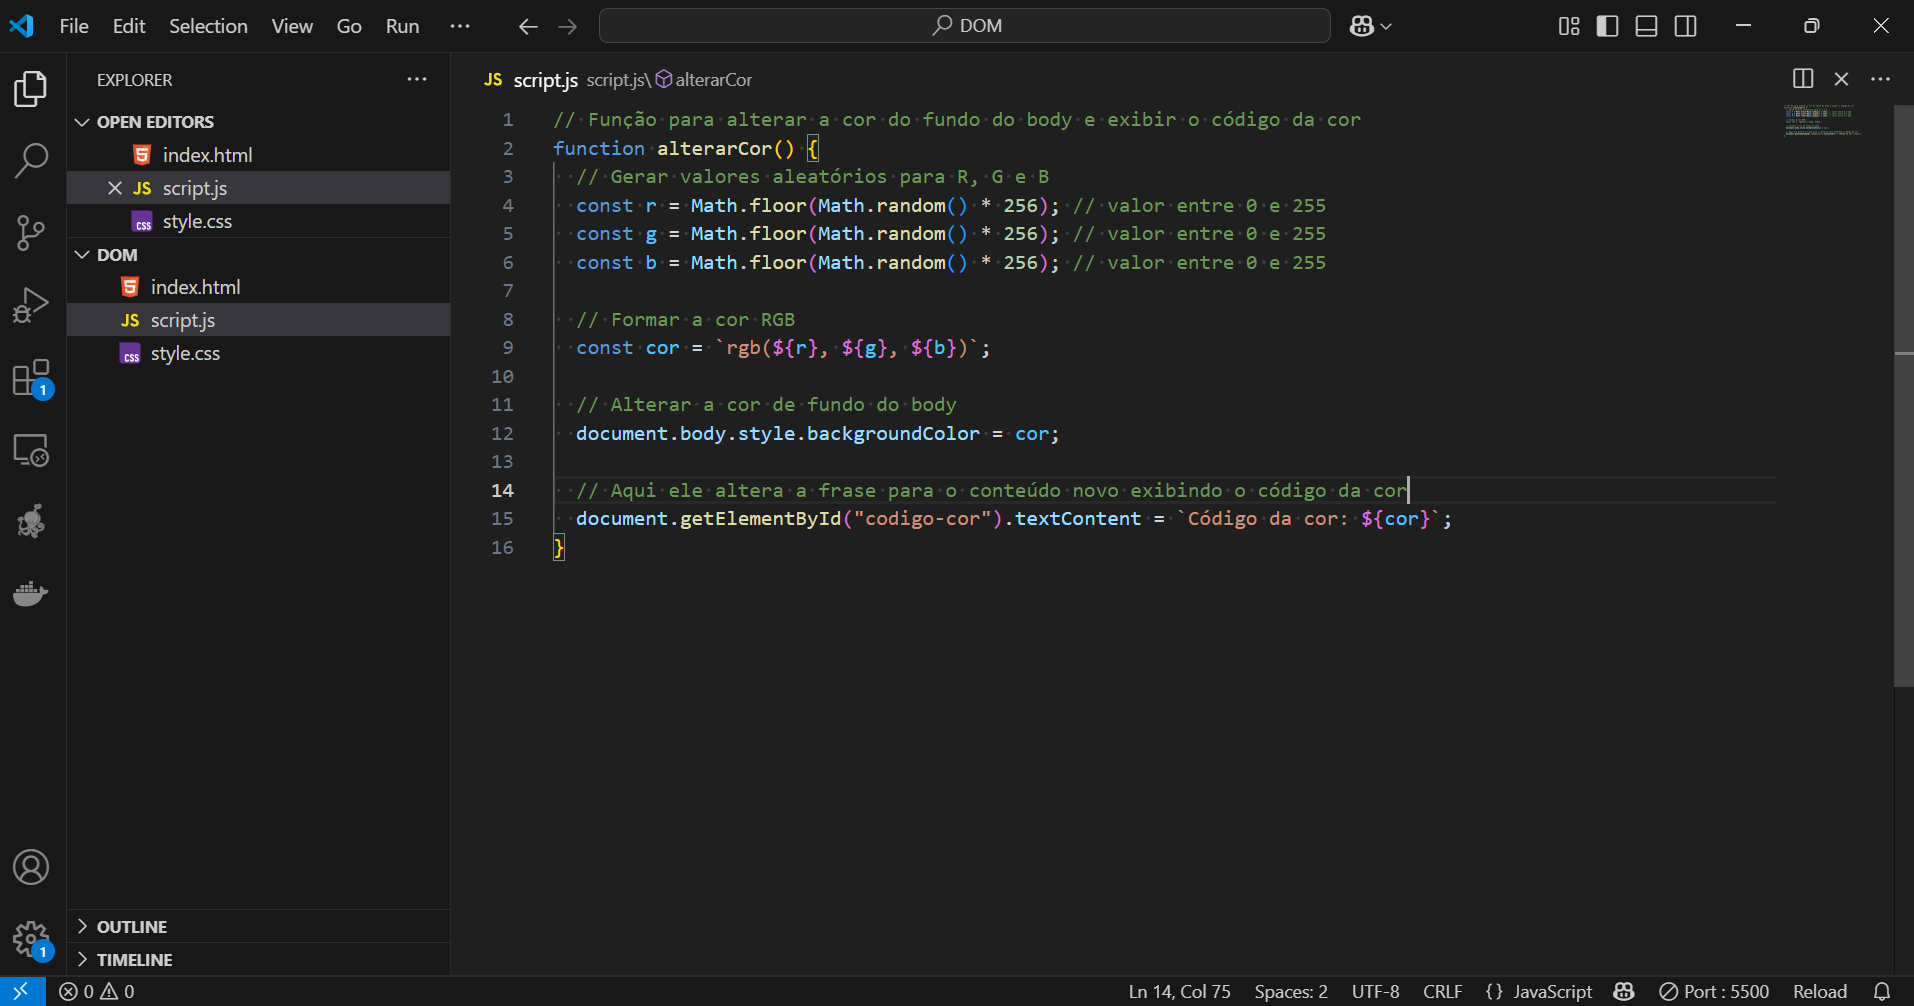 File Edit Selection View Go Run ··· DOM
EXPLORER ···
OPEN EDITORS
index.html
JS script.js
css style.css
DOM
index.html
JS script.js
css style.css
OUTLINE
TIMELINE
1
1
JS script.js script.js\ alterarCor
1 // Função para alterar a cor do fundo do body e exibir o código da cor
2 function alterarCor() {
3 // Gerar valores aleatórios para R, G e B
4 const r = Math.floor(Math.random() * 256); // valor entre 0 e 255
5 const g = Math.floor(Math.random() * 256); // valor entre 0 e 255
6 const b = Math.floor(Math.random() * 256); // valor entre 0 e 255
7
8 // Formar a cor RGB
9 const cor = `rgb(${r}, ${g}, ${b})`;
10
11 // Alterar a cor de fundo do body
12 document.body.style.backgroundColor = cor;
13
14 // Aqui ele altera a frase para o conteúdo novo exibindo o código da cor
15 document.getElementById("codigo-cor").textContent = `Código da cor: ${cor}`;
16 }
0 0 Ln 14, Col 75 Spaces: 2 UTF-8 CRLF {} JavaScript Port : 5500 Reload